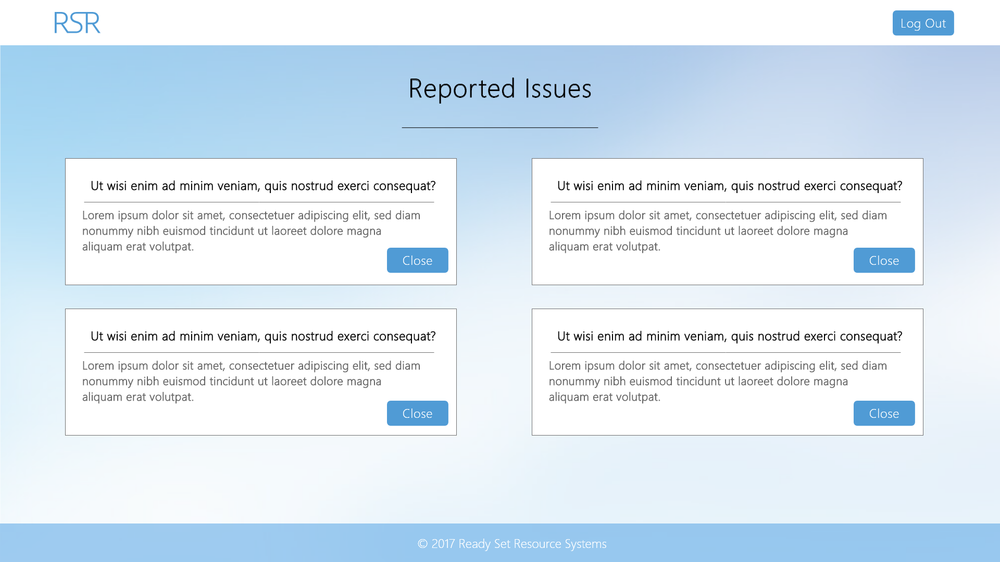 RSR
Log Out
Reported Issues
Ut wisi enim ad minim veniam, quis nostrud exerci consequat?
Lorem ipsum dolor sit amet, consectetuer adipiscing elit, sed diam
nonummy nibh euismod tincidunt ut laoreet dolore magna
aliquam erat volutpat.
Close
Ut wisi enim ad minim veniam, quis nostrud exerci consequat?
Lorem ipsum dolor sit amet, consectetuer adipiscing elit, sed diam
nonummy nibh euismod tincidunt ut laoreet dolore magna
aliquam erat volutpat.
Close
Ut wisi enim ad minim veniam, quis nostrud exerci consequat?
Lorem ipsum dolor sit amet, consectetuer adipiscing elit, sed diam
nonummy nibh euismod tincidunt ut laoreet dolore magna
aliquam erat volutpat.
Close
Ut wisi enim ad minim veniam, quis nostrud exerci consequat?
Lorem ipsum dolor sit amet, consectetuer adipiscing elit, sed diam
nonummy nibh euismod tincidunt ut laoreet dolore magna
aliquam erat volutpat.
Close
© 2017 Ready Set Resource Systems